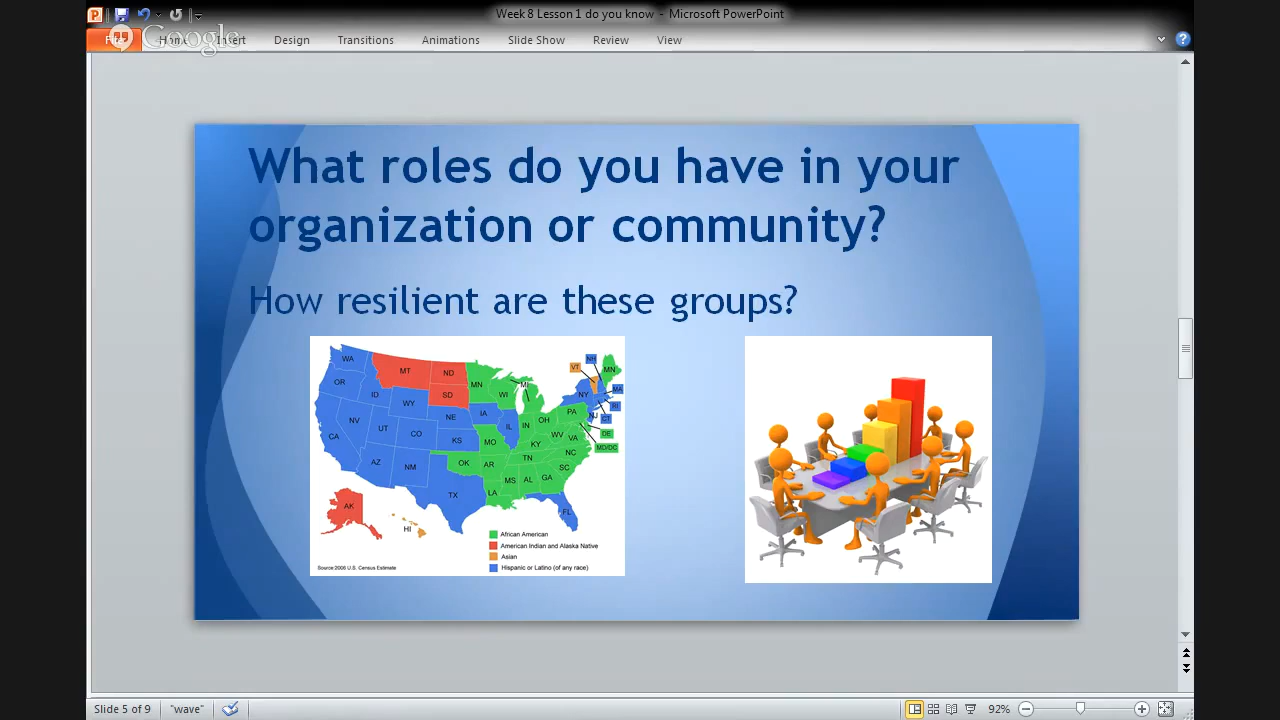 Week 8 Lesson 1 do you know - Microsoft PowerPoint
Google
Insert Design Transitions Animations Slide Show Review View
What roles do you have in your
organization or community?
How resilient are these groups?
WA
OR
ID
MT
ND
SD
WY
NV
UT
CO
NE
KS
CA
AZ
NM
TX
MN
IA
MO
OK
AR
LA
WI
IL
MI
IN
OH
KY
TN
MS
AL
GA
FL
SC
NC
VA
WV
PA
NY
VT
NH
MN
MA
RI
CT
NJ
DE
MD/DC
AK
HI
African American
American Indian and Alaska Native
Asian
Hispanic or Latino (of any race)
Source:2008 U.S. Census Estimate
Slide 5 of 9 "wave" 92%